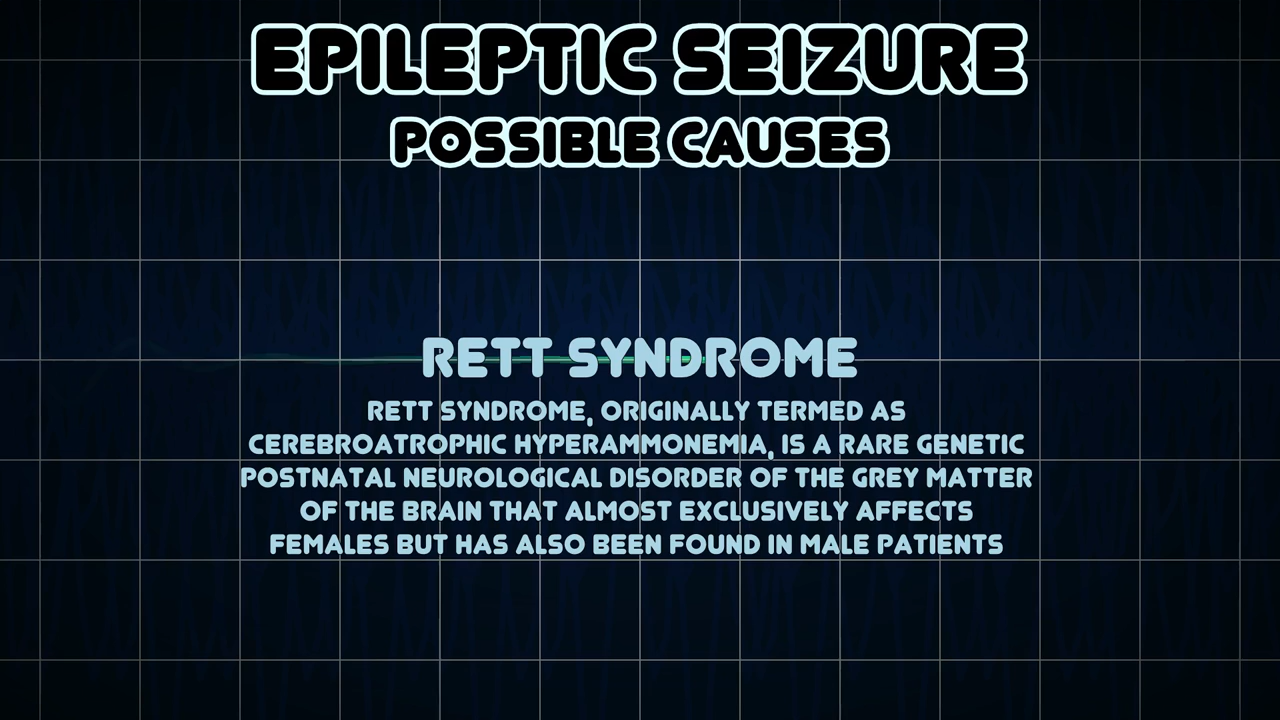 EPILEPTIC SEIZURE
POSSIBLE CAUSES
RETT SYNDROME
RETT SYNDROME, ORIGINALLY TERMED AS
CEREBROATROPHIC HYPERAMMONEMIA, IS A RARE GENETIC
POSTNATAL NEUROLOGICAL DISORDER OF THE GREY MATTER
OF THE BRAIN THAT ALMOST EXCLUSIVELY AFFECTS
FEMALES BUT HAS ALSO BEEN FOUND IN MALE PATIENTS